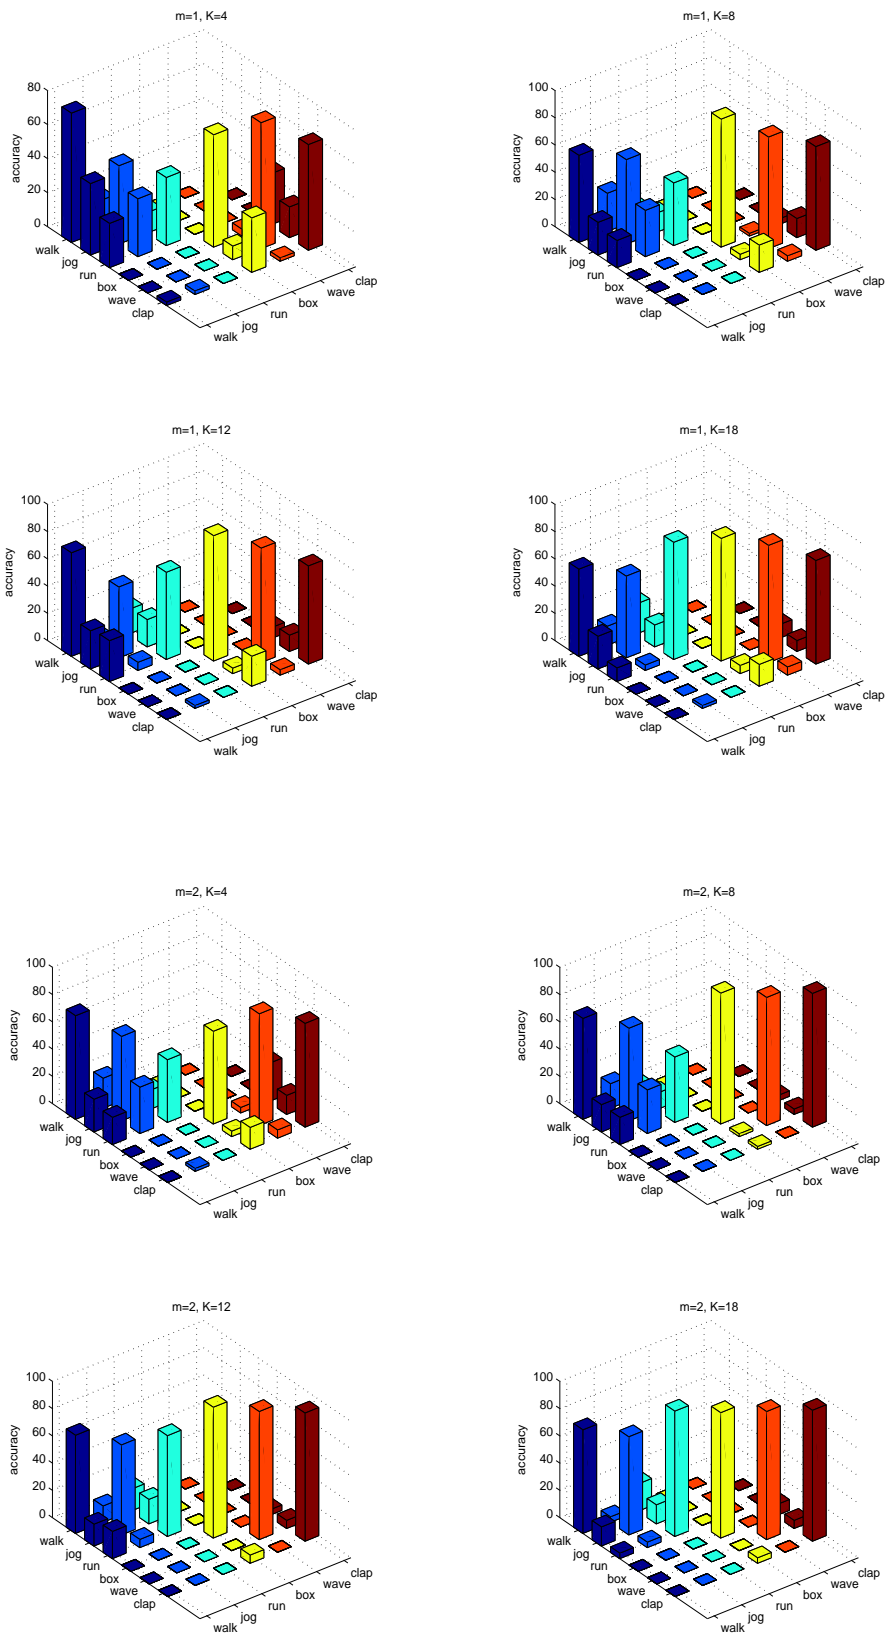 m=1, K=4
80
60
40
20
0
accuracy
walk
jog
run
box
wave
clap
walk
jog
run
box
wave
clap
m=1, K=8
100
80
60
40
20
0
accuracy
walk
jog
run
box
wave
clap
walk
jog
run
box
wave
clap
m=1, K=12
100
80
60
40
20
0
accuracy
walk
jog
run
box
wave
clap
walk
jog
run
box
wave
clap
m=1, K=18
100
80
60
40
20
0
accuracy
walk
jog
run
box
wave
clap
walk
jog
run
box
wave
clap
m=2, K=4
100
80
60
40
20
0
accuracy
walk
jog
run
box
wave
clap
walk
jog
run
box
wave
clap
m=2, K=8
100
80
60
40
20
0
accuracy
walk
jog
run
box
wave
clap
walk
jog
run
box
wave
clap
m=2, K=12
100
80
60
40
20
0
accuracy
walk
jog
run
box
wave
clap
walk
jog
run
box
wave
clap
m=2, K=18
100
80
60
40
20
0
accuracy
walk
jog
run
box
wave
clap
walk
jog
run
box
wave
clap